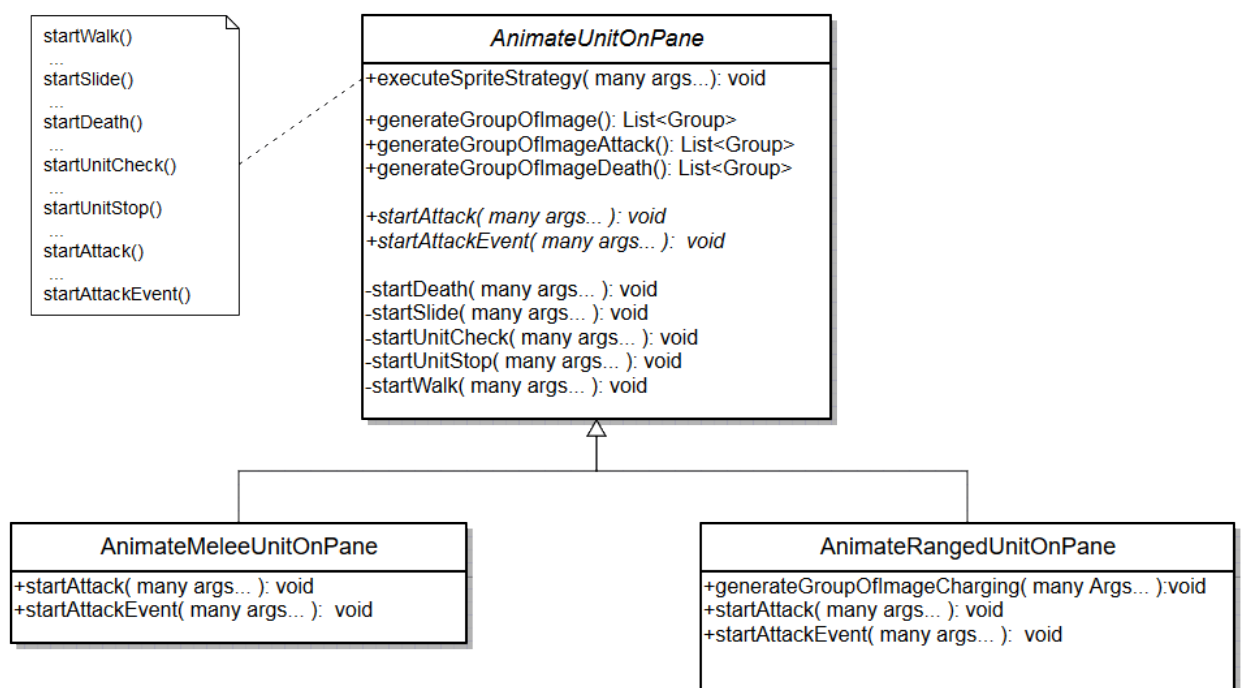 startWalk()
...
startSlide()
...
startDeath()
...
startUnitCheck()
...
startUnitStop()
...
startAttack()
...
startAttackEvent()
AnimateUnitOnPane
+executeSpriteStrategy( many args...): void
+generateGroupOfImage(): List<Group>
+generateGroupOfImageAttack(): List<Group>
+generateGroupOfImageDeath(): List<Group>
+startAttack( many args... ): void
+startAttackEvent( many args... ):  void
-startDeath( many args... ): void
-startSlide( many args... ): void
-startUnitCheck( many args... ): void
-startUnitStop( many args... ): void
-startWalk( many args... ): void
AnimateMeleeUnitOnPane
+startAttack( many args... ): void
+startAttackEvent( many args... ):  void
AnimateRangedUnitOnPane
+generateGroupOfImageCharging( many Args... ):void
+startAttack( many args... ): void
+startAttackEvent( many args... ):  void